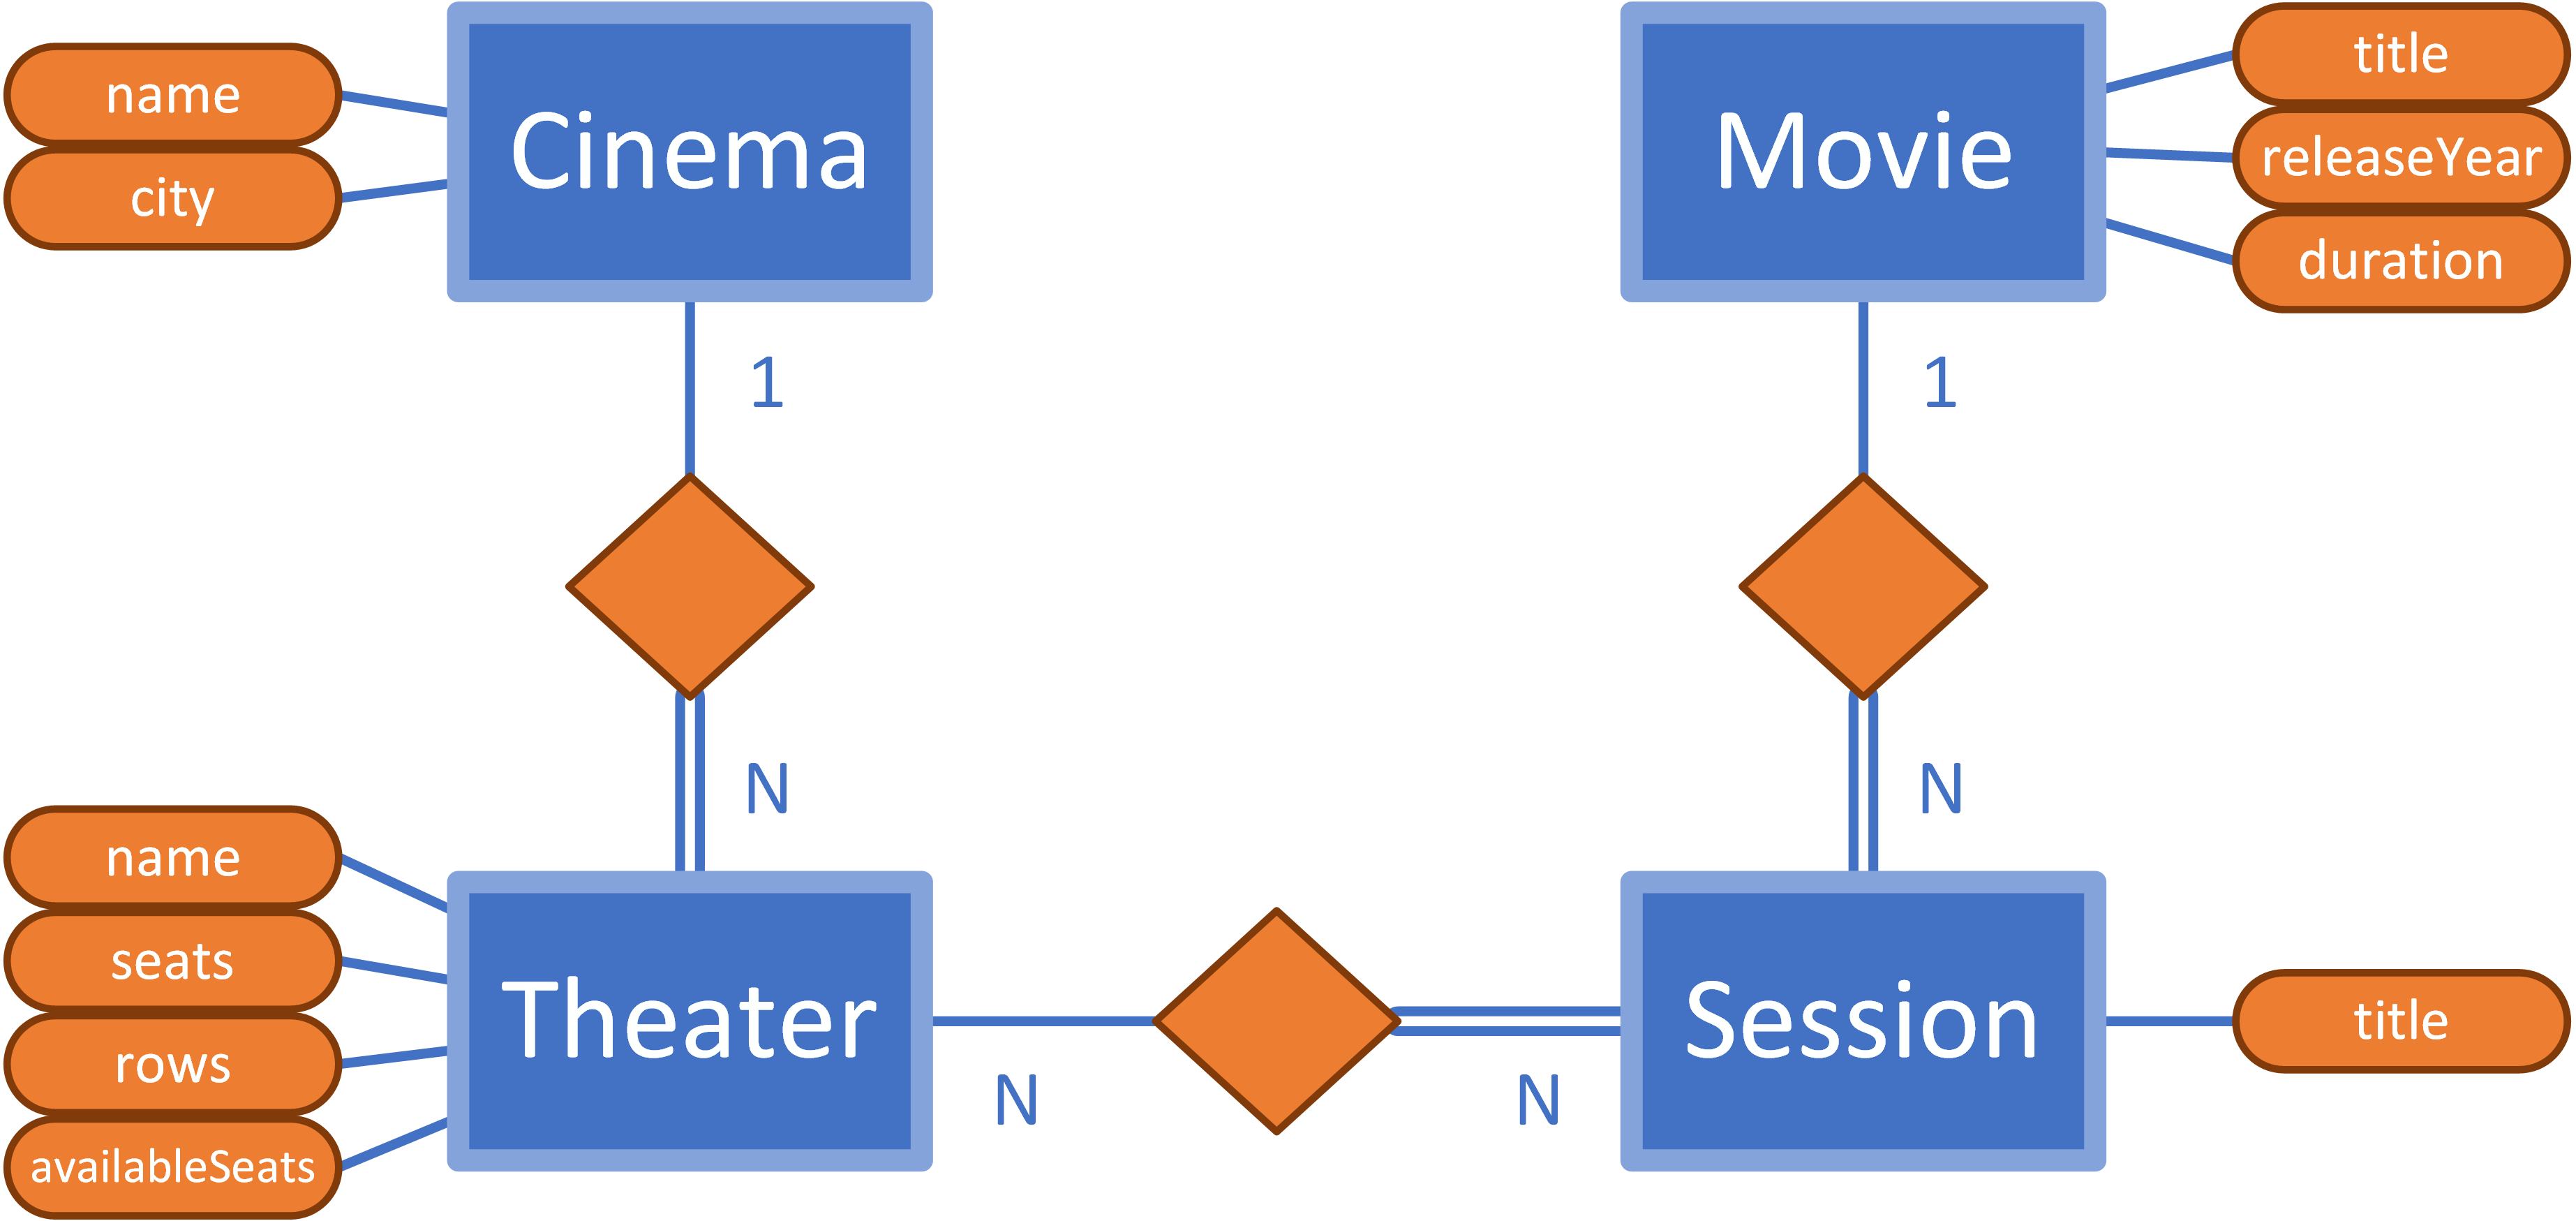 name
city
Cinema
Movie
title
releaseYear
duration
1
1
N
N
name
seats
rows
availableSeats
Theater
N
N
Session
title